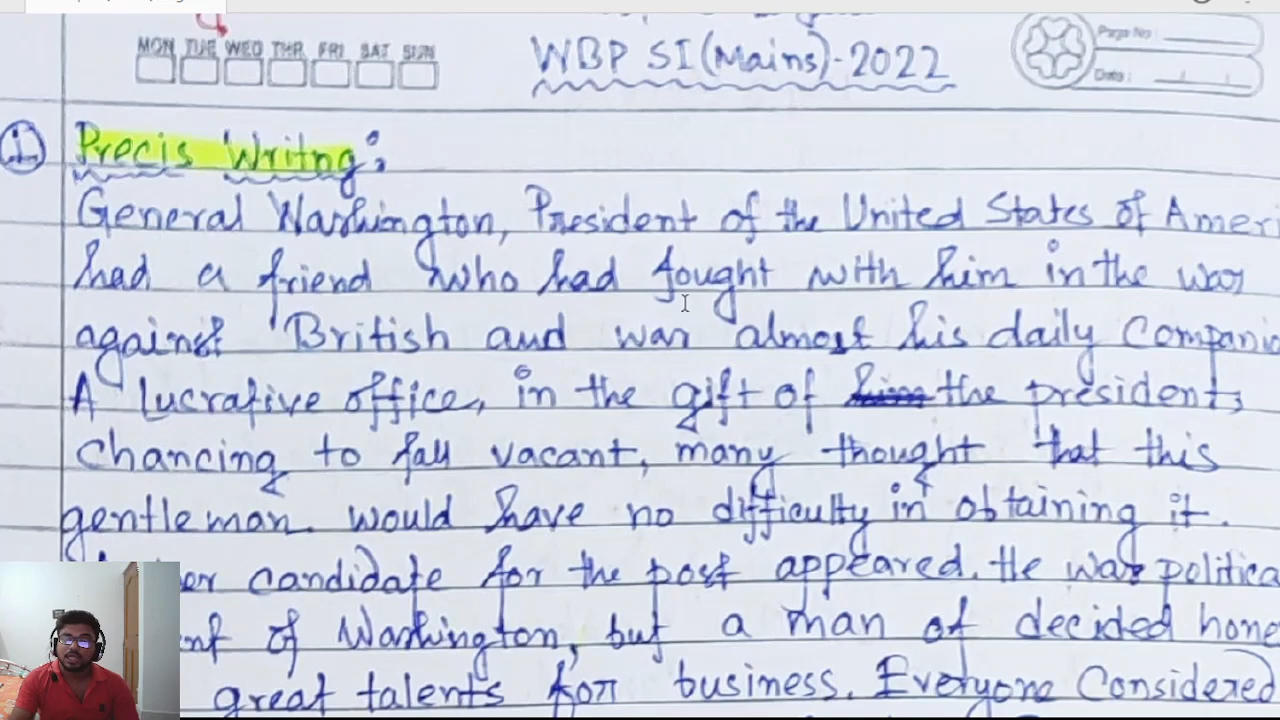 MON TUE WED THR FRI SAT SUN
WBP SI (Mains)-2022
Page No:
Date:
① Precis Writng:
General Washington, President of the United States of Ameri
had a friend who had fought with him in the war
against British and was almost his daily Companio
A lucrative office, in the gift of the president,
Chancing to fall vacant, many thought that this
gentleman would have no difficulty in obtaining it.
er candidate for the post appeared. He was politica
nt of Washington, but a man of decided hone
great talents for business. Everyone Considered